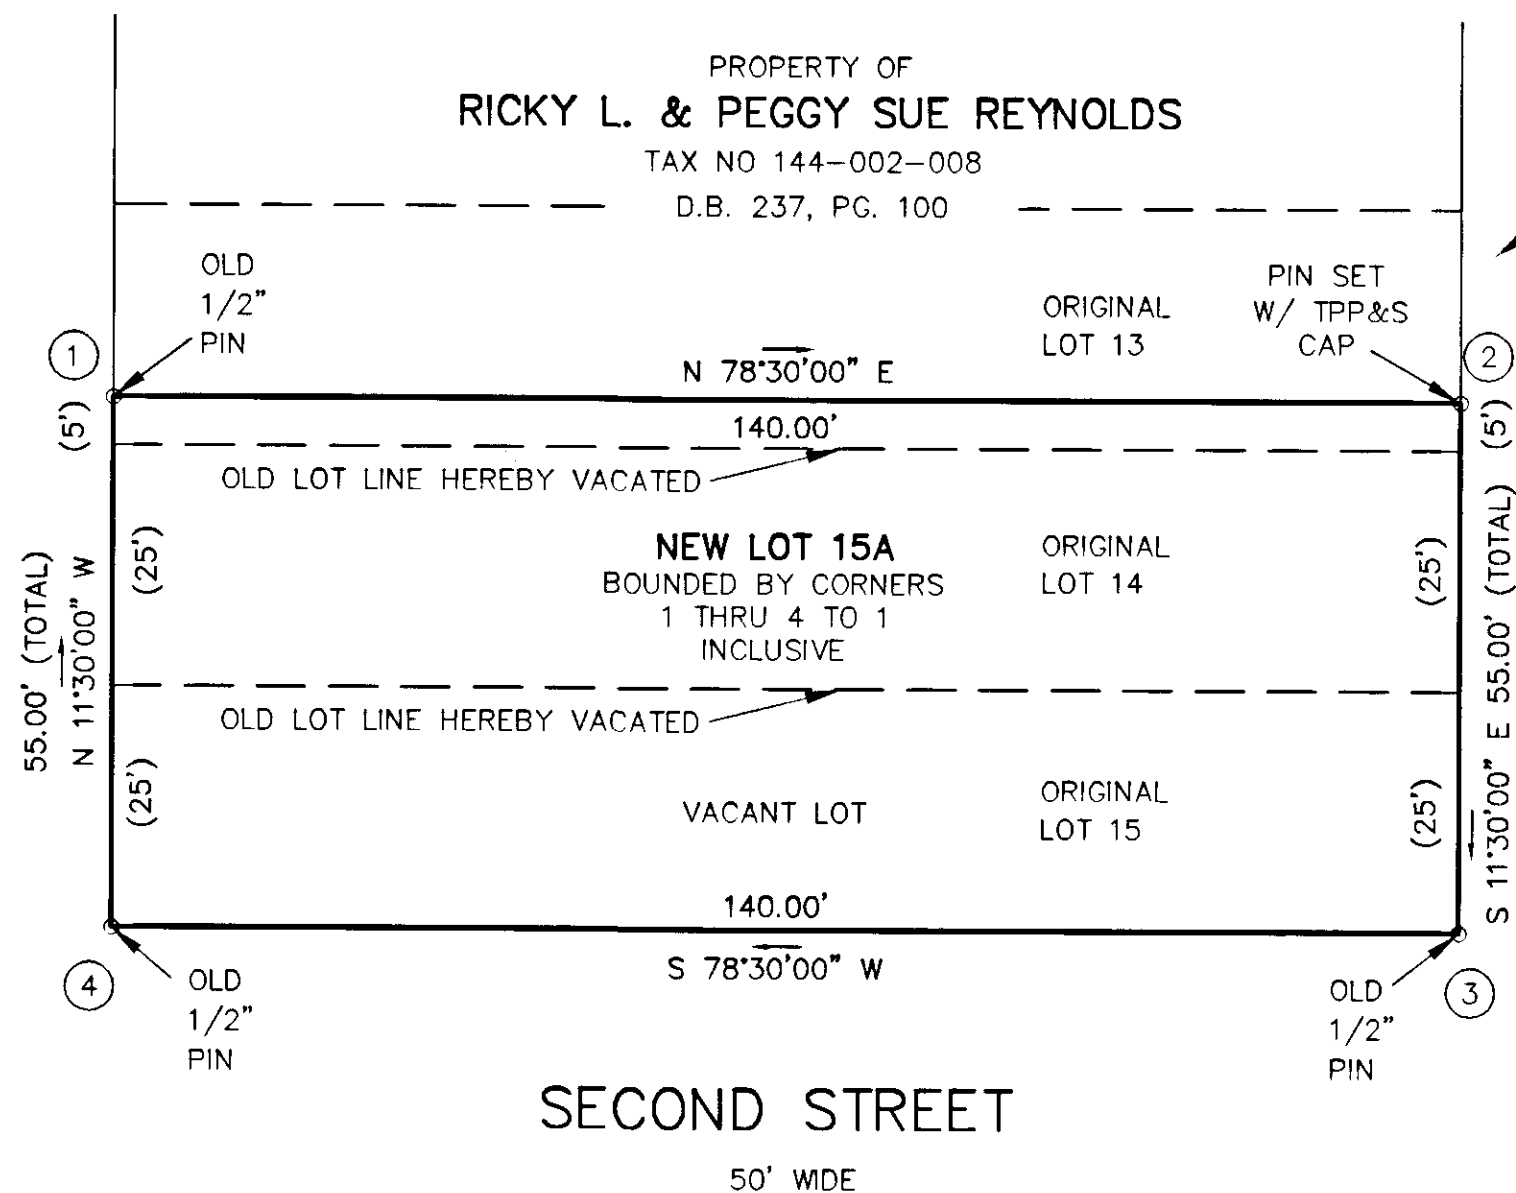 PROPERTY OF
RICKY L. & PEGGY SUE REYNOLDS
TAX NO 144-002-008
D.B. 237, PG. 100
OLD
1/2"
PIN
ORIGINAL
LOT 13
PIN SET
W/ TPP&S
CAP
1
N 78°30'00" E
2
140.00'
(5')
(5')
OLD LOT LINE HEREBY VACATED
NEW LOT 15A
BOUNDED BY CORNERS
1 THRU 4 TO 1
INCLUSIVE
ORIGINAL
LOT 14
(25')
(25')
55.00' (TOTAL)
N 11°30'00" W
S 11°30'00" E 55.00' (TOTAL)
OLD LOT LINE HEREBY VACATED
(25')
VACANT LOT
ORIGINAL
LOT 15
(25')
140.00'
S 78°30'00" W
4
OLD
1/2"
PIN
OLD
1/2"
PIN
3
SECOND STREET
50' WIDE